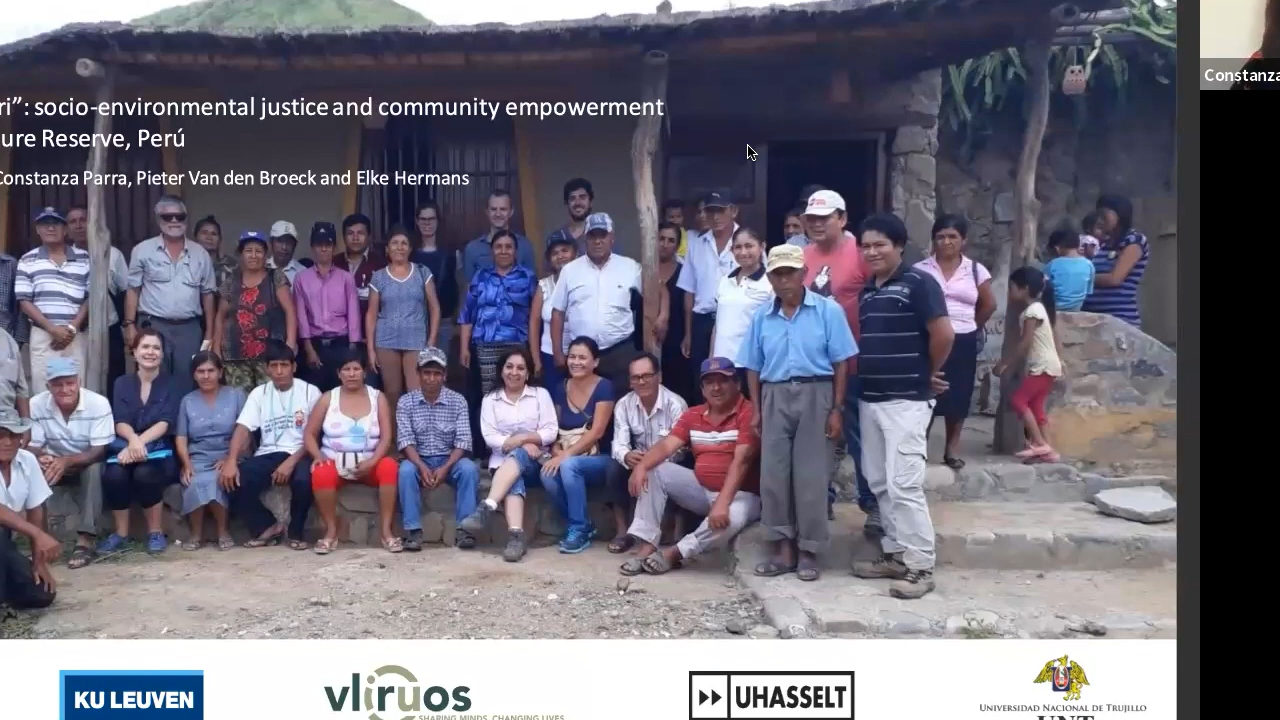 ri”: socio-environmental justice and community empowerment
ure Reserve, Perú
Constanza Parra, Pieter Van den Broeck and Elke Hermans
Constanza
KU LEUVEN
vliruos
SHARING MINDS, CHANGING LIVES
UHASSELT
UNIVERSIDAD NACIONAL DE TRUJILLO
UNT